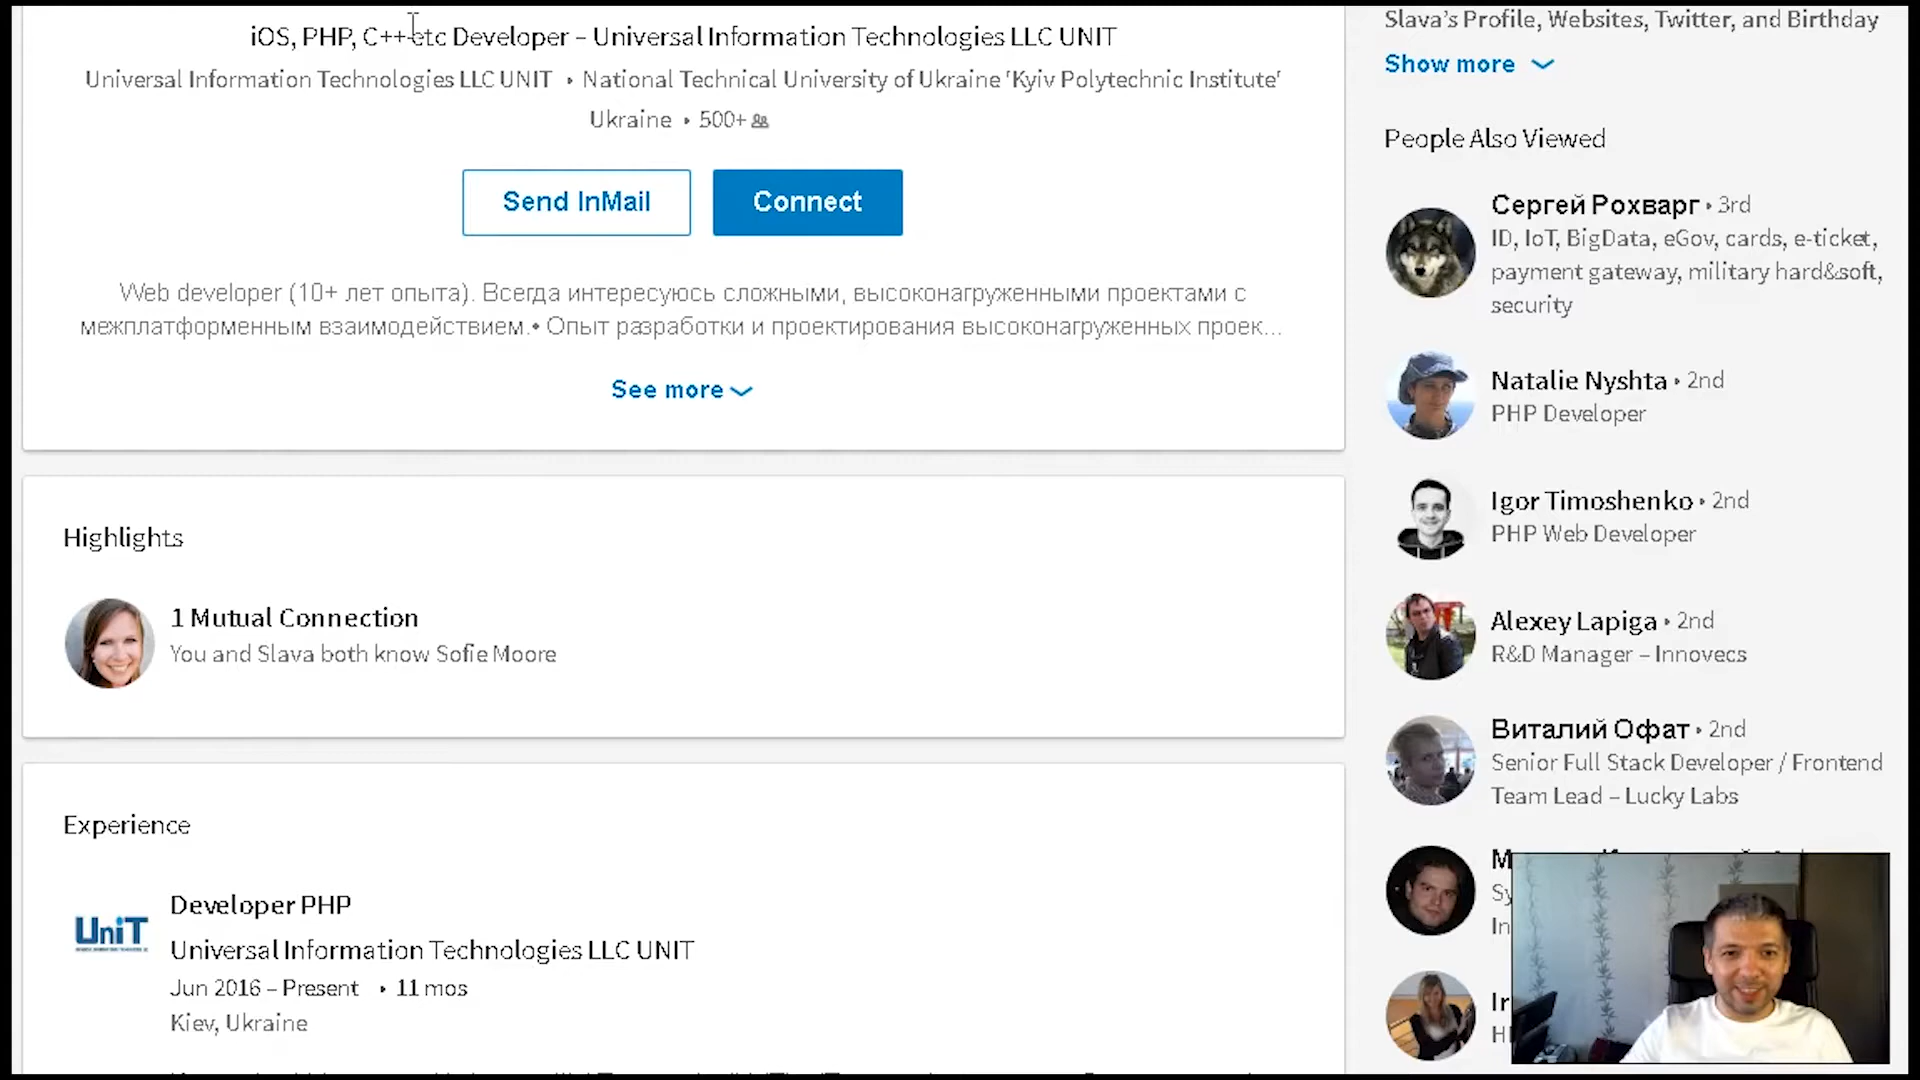 iOS, PHP, C++ etc Developer – Universal Information Technologies LLC UNIT
Universal Information Technologies LLC UNIT • National Technical University of Ukraine 'Kyiv Polytechnic Institute'
Ukraine • 500+
Send InMail
Connect
Web developer (10+ лет опыта). Всегда интересуюсь сложными, высоконагруженными проектами с
межплатформенным взаимодействием.• Опыт разработки и проектирования высоконагруженных проек...
See more
Highlights
1 Mutual Connection
You and Slava both know Sofie Moore
Experience
UniT
Developer PHP
Universal Information Technologies LLC UNIT
Jun 2016 – Present • 11 mos
Kiev, Ukraine
Slava's Profile, Websites, Twitter, and Birthday
Show more
People Also Viewed
Сергей Рохварг • 3rd
ID, IoT, BigData, eGov, cards, e-ticket,
payment gateway, military hard&soft,
security
Natalie Nyshta • 2nd
PHP Developer
Igor Timoshenko • 2nd
PHP Web Developer
Alexey Lapiga • 2nd
R&D Manager – Innovecs
Виталий Офат • 2nd
Senior Full Stack Developer / Frontend
Team Lead – Lucky Labs